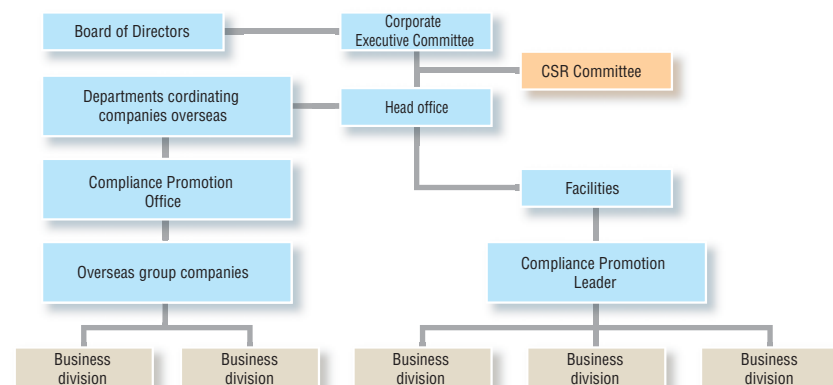 Board of Directors
Corporate
Executive Committee
CSR Committee
Departments cordinating
companies overseas
Head office
Compliance Promotion
Office
Facilities
Overseas group companies
Compliance Promotion
Leader
Business
division
Business
division
Business
division
Business
division
Business
division